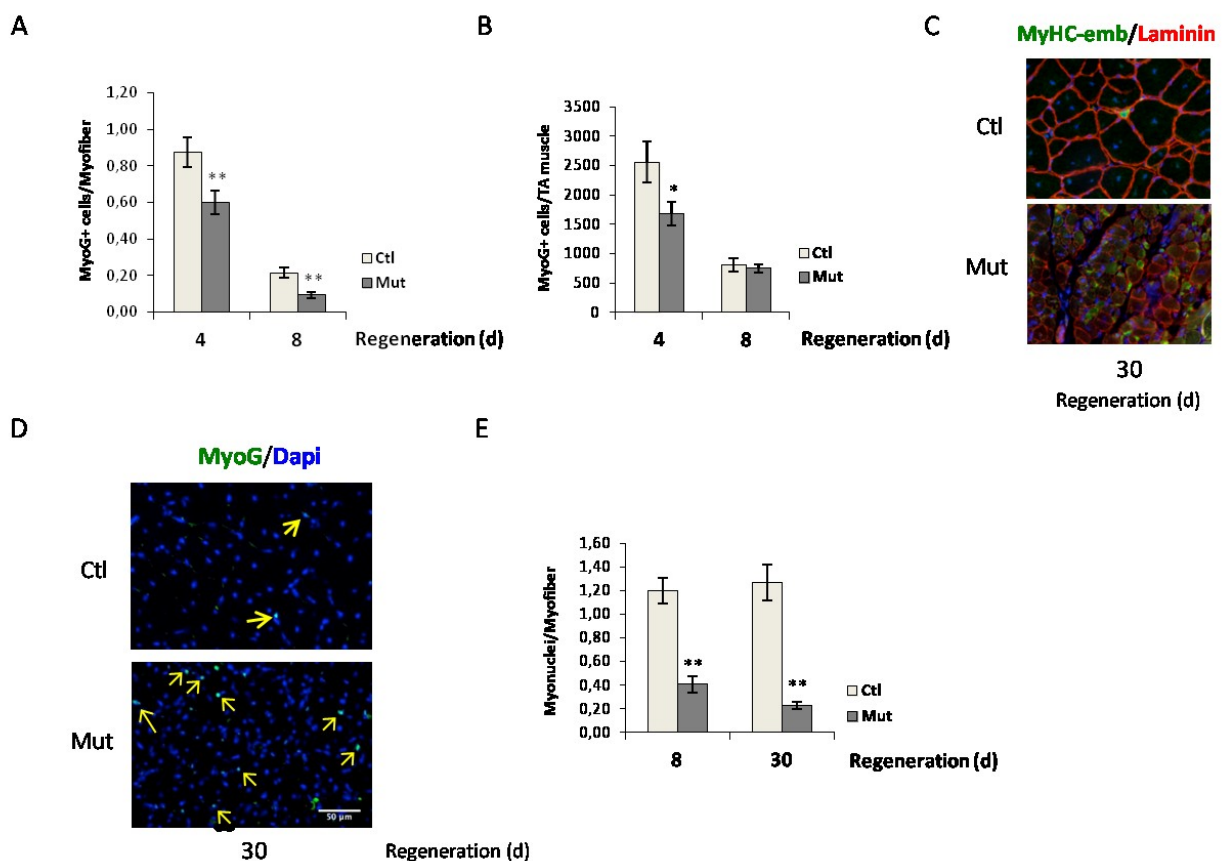 A
MyoG+ cells/Myofiber
1,20
1,00
0,80
0,60
0,40
0,20
0,00
**
**
Ctl
Mut
4
8
Regeneration (d)
B
MyoG+ cells/TA muscle
3500
3000
2500
2000
1500
1000
500
0
*
Ctl
Mut
4
8
Regeneration (d)
C
MyHC-emb/Laminin
Ctl
Mut
30
Regeneration (d)
D
MyoG/Dapi
Ctl
Mut
50 µm
30
Regeneration (d)
E
Myonuclei/Myofiber
1,60
1,40
1,20
1,00
0,80
0,60
0,40
0,20
0,00
**
**
Ctl
Mut
8
30
Regeneration (d)